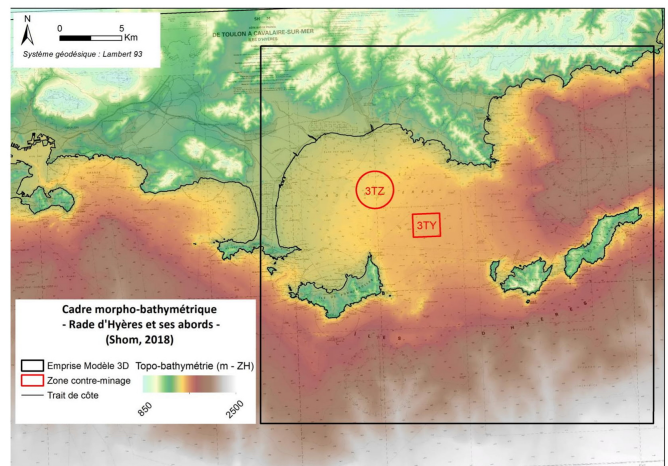 N
0
5
Km
Système géodésique : Lambert 93
DE TOULON A CAVALAIRE-SUR-MER
3TZ
3TY
Cadre morpho-bathymétrique
- Rade d'Hyères et ses abords -
(Shom, 2018)
Emprise Modèle 3D
Topo-bathymétrie (m - ZH)
Zone contre-minage
Trait de côte
850
2500